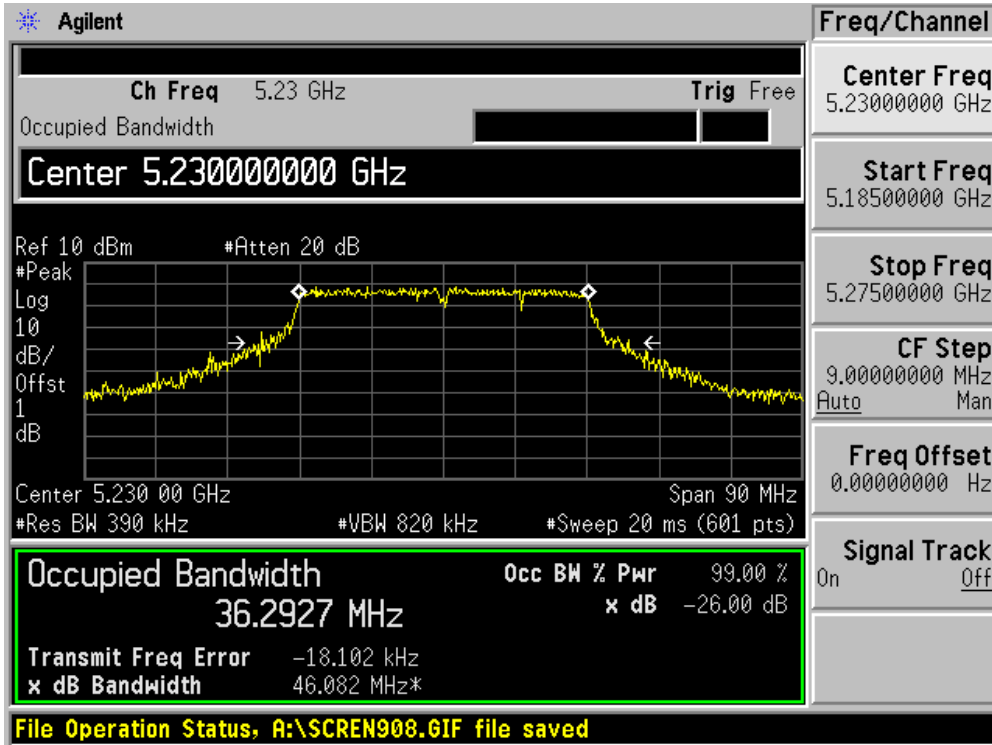 Agilent
Freq/Channel
Ch Freq 5.23 GHz Trig Free
Occupied Bandwidth
Center 5.230000000 GHz
Ref 10 dBm #Atten 20 dB
#Peak
Log
10
dB/
Offst
1
dB
Center 5.230 00 GHz Span 90 MHz
#Res BW 390 kHz #VBW 820 kHz #Sweep 20 ms (601 pts)
Occupied Bandwidth Occ BW % Pwr 99.00 %
36.2927 MHz x dB -26.00 dB
Transmit Freq Error -18.102 kHz
x dB Bandwidth 46.082 MHz*
File Operation Status, A:\SCREN908.GIF file saved
Center Freq
5.23000000 GHz
Start Freq
5.18500000 GHz
Stop Freq
5.27500000 GHz
CF Step
9.00000000 MHz
Auto Man
Freq Offset
0.00000000 Hz
Signal Track
On Off